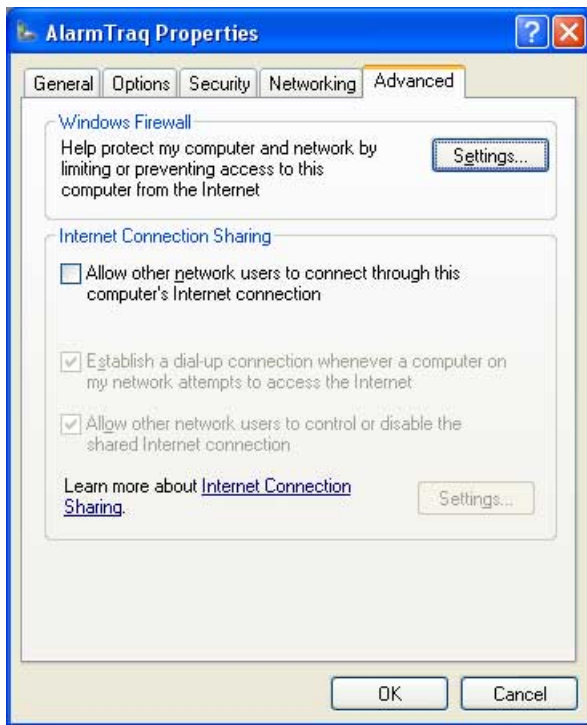 AlarmTraq Properties
General Options Security Networking Advanced
Windows Firewall
Help protect my computer and network by
limiting or preventing access to this
computer from the Internet
Settings...
Internet Connection Sharing
Allow other network users to connect through this
computer's Internet connection
Establish a dial-up connection whenever a computer on
my network attempts to access the Internet
Allow other network users to control or disable the
shared Internet connection
Learn more about Internet Connection
Sharing.
Settings...
OK Cancel